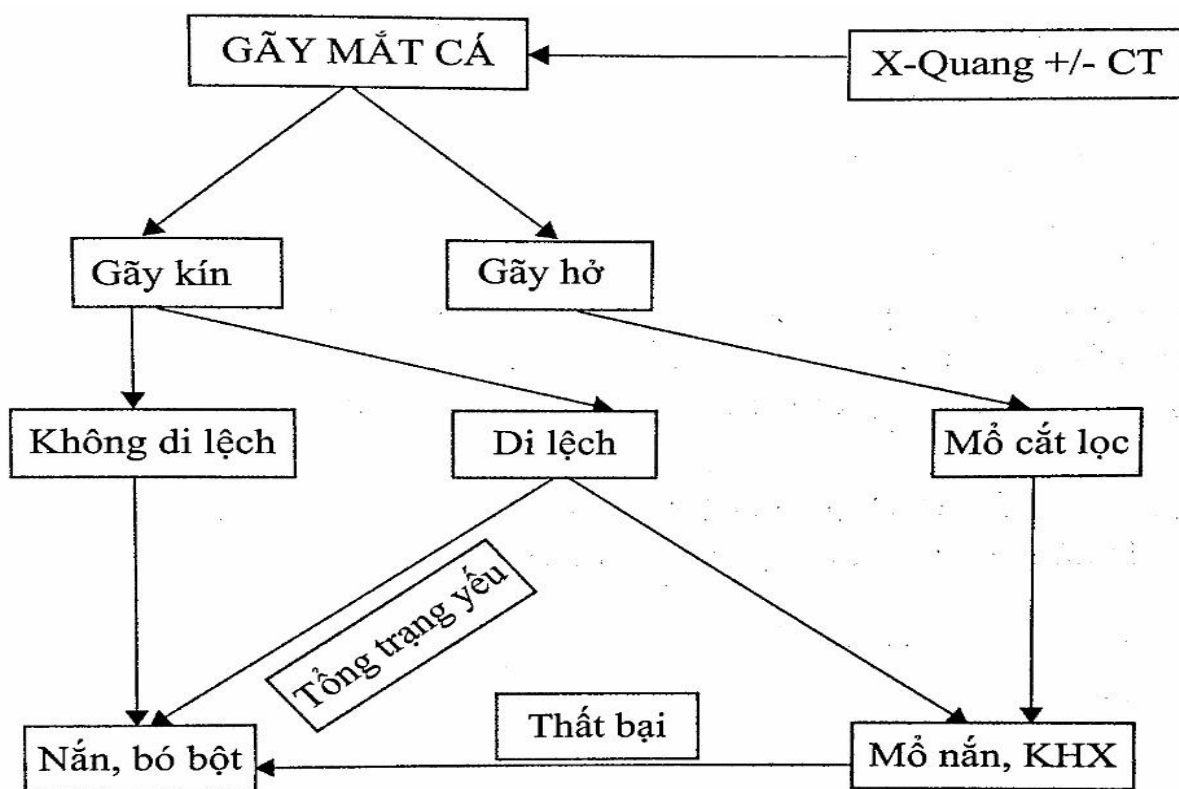 GÃY MẮT CÁ
X-Quang +/- CT
Gãy kín
Gãy hở
Không di lệch
Di lệch
Mổ cắt lọc
Tổng trạng yếu
Thất bại
Nắn, bó bột
Mổ nắn, KHX